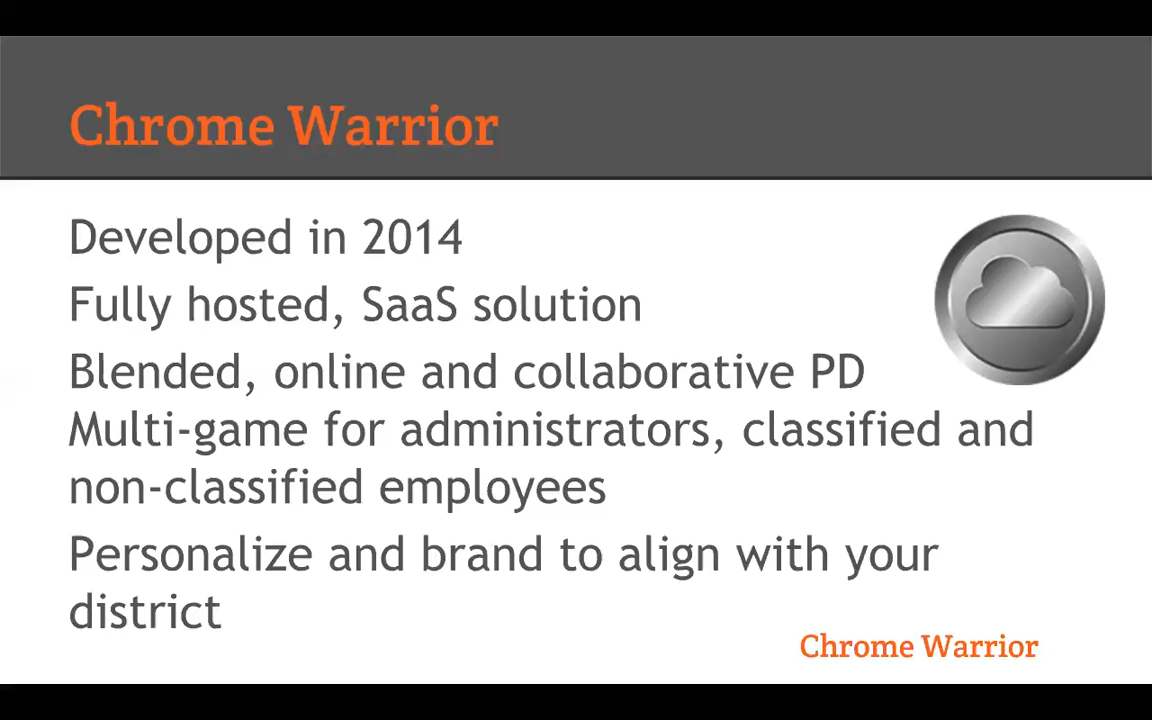 Chrome Warrior
Developed in 2014
Fully hosted, SaaS solution
Blended, online and collaborative PD
Multi-game for administrators, classified and
non-classified employees
Personalize and brand to align with your
district
Chrome Warrior